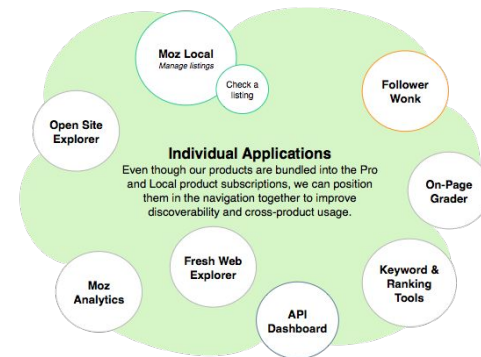 Moz Local
Manage listings
Check a
listing
Follower
Wonk
Open Site
Explorer
Individual Applications
Even though our products are bundled into the Pro
and Local product subscriptions, we can position
them in the navigation together to improve
discoverability and cross-product usage.
On-Page
Grader
Fresh Web
Explorer
Keyword &
Ranking
Tools
Moz
Analytics
API
Dashboard